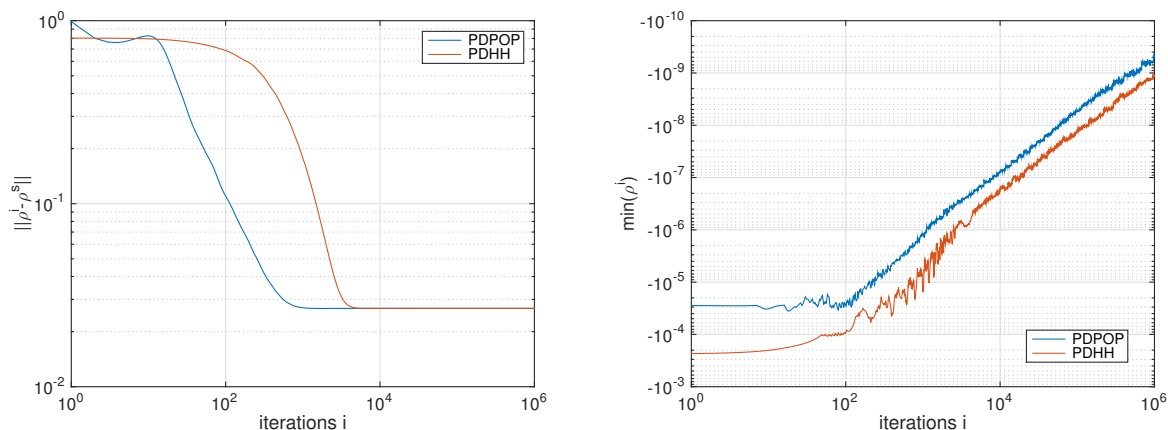 10^0
10^-1
10^-2
||ρ^i-ρ^s||
10^0
10^2
10^4
10^6
iterations i
PDPOP
PDHH
-10^-10
-10^-9
-10^-8
-10^-7
-10^-6
-10^-5
-10^-4
-10^-3
min(ρ^i)
10^0
10^2
10^4
10^6
iterations i
PDPOP
PDHH